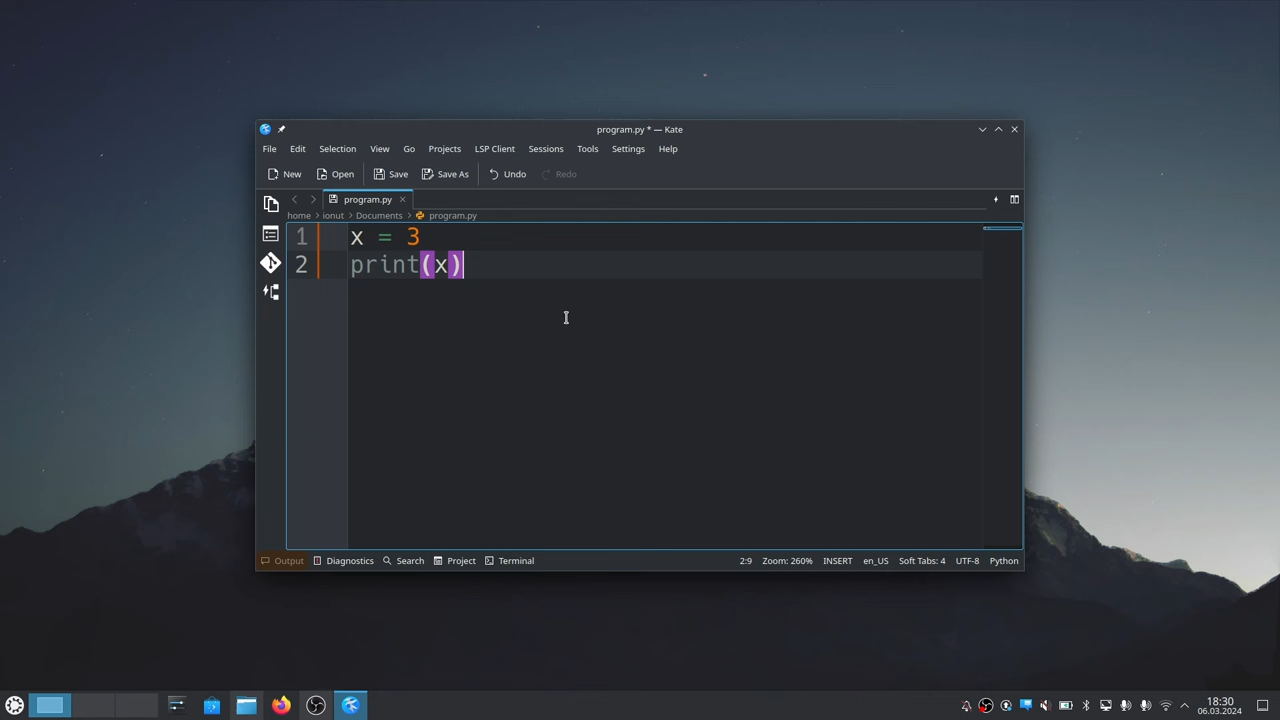 program.py * — Kate
File Edit Selection View Go Projects LSP Client Sessions Tools Settings Help
New Open Save Save As Undo Redo
program.py
home › ionut › Documents › program.py
1 x = 3
2 print(x)
Output Diagnostics Search Project Terminal 2:9 Zoom: 260% INSERT en_US Soft Tabs: 4 UTF-8 Python
18:30
06.03.2024